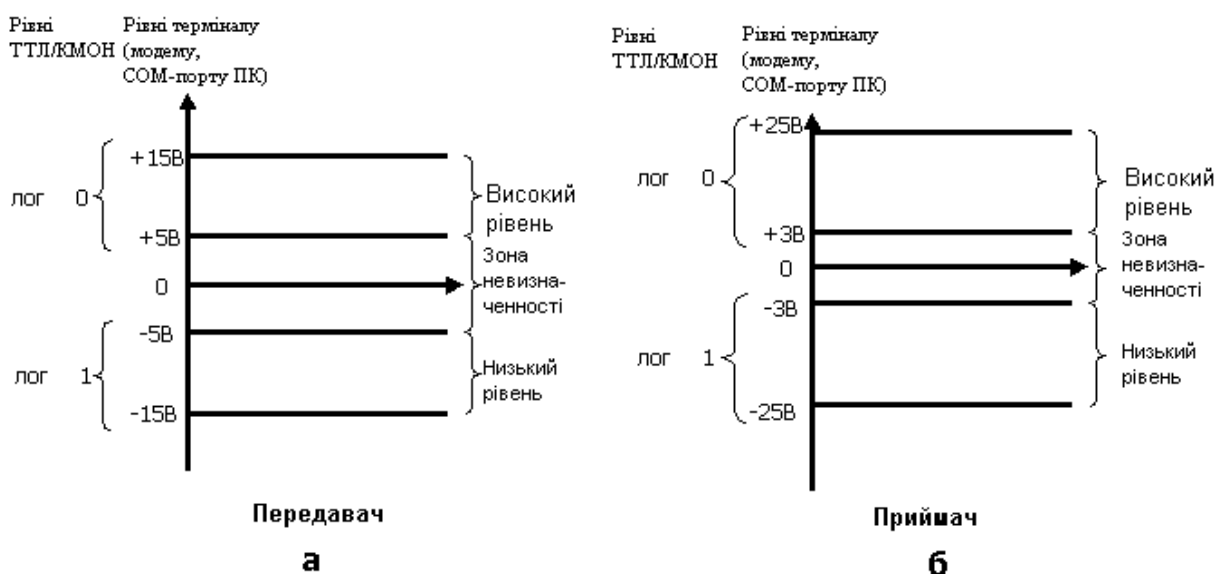 Рівні
ТТЛ/КМОН
Рівні терміналу
(модему,
COM-порту ПК)
+15В
лог 0
Високий
рівень
+5В
Зона
невизна-
ченності
0
-5В
лог 1
Низький
рівень
-15В
Передавач
а
Рівні
ТТЛ/КМОН
Рівні терміналу
(модему,
COM-порту ПК)
+25В
лог 0
Високий
рівень
+3В
Зона
невизна-
ченності
0
-3В
лог 1
Низький
рівень
-25В
Приймач
б